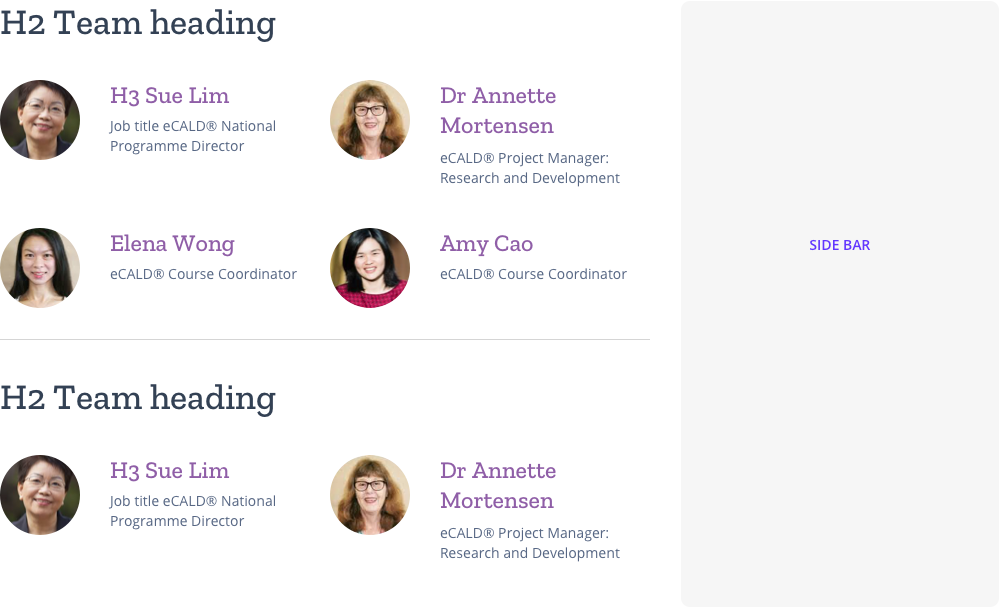 H2 Team heading
H3 Sue Lim
Job title eCALD® National
Programme Director
Dr Annette
Mortensen
eCALD® Project Manager:
Research and Development
Elena Wong
eCALD® Course Coordinator
Amy Cao
eCALD® Course Coordinator
H2 Team heading
H3 Sue Lim
Job title eCALD® National
Programme Director
Dr Annette
Mortensen
eCALD® Project Manager:
Research and Development
SIDE BAR